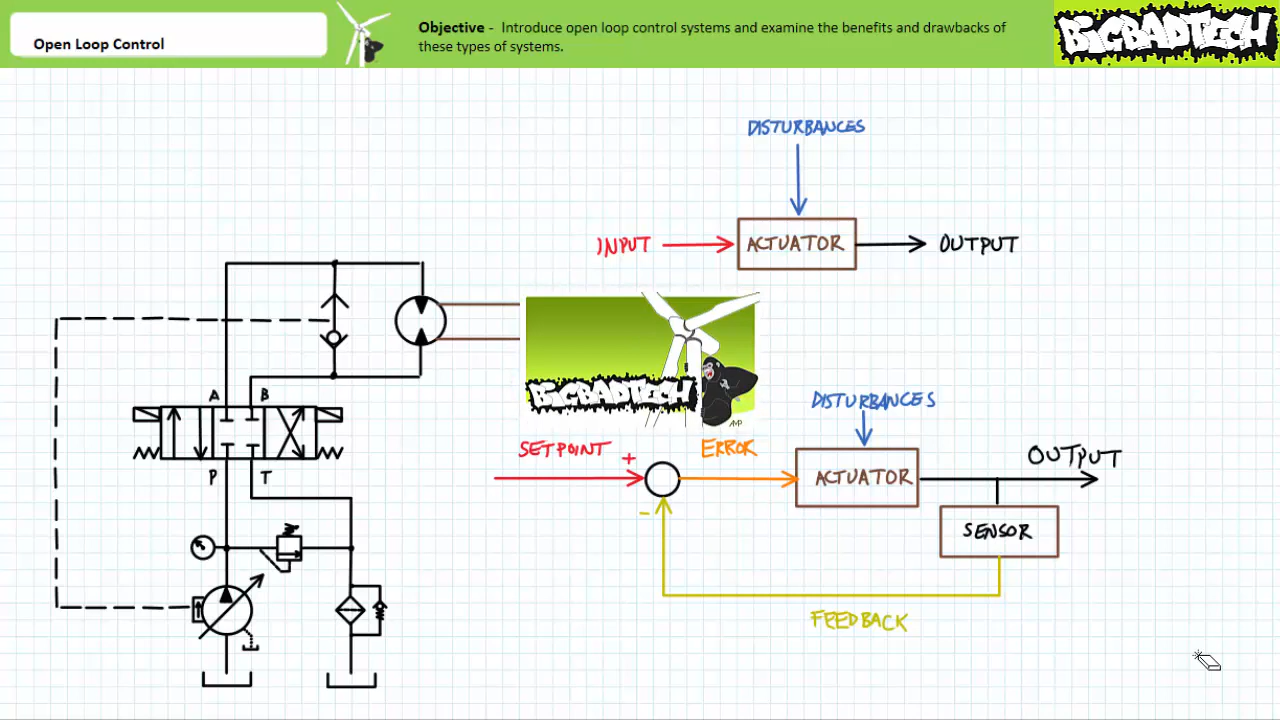 Open Loop Control
Objective - Introduce open loop control systems and examine the benefits and drawbacks of
these types of systems.
BIGBADTECH
DISTURBANCES
INPUT
ACTUATOR
OUTPUT
BIGBADTECH
AMP
A B
P T
DISTURBANCES
SETPOINT
+
ERROR
ACTUATOR
OUTPUT
-
SENSOR
FEEDBACK